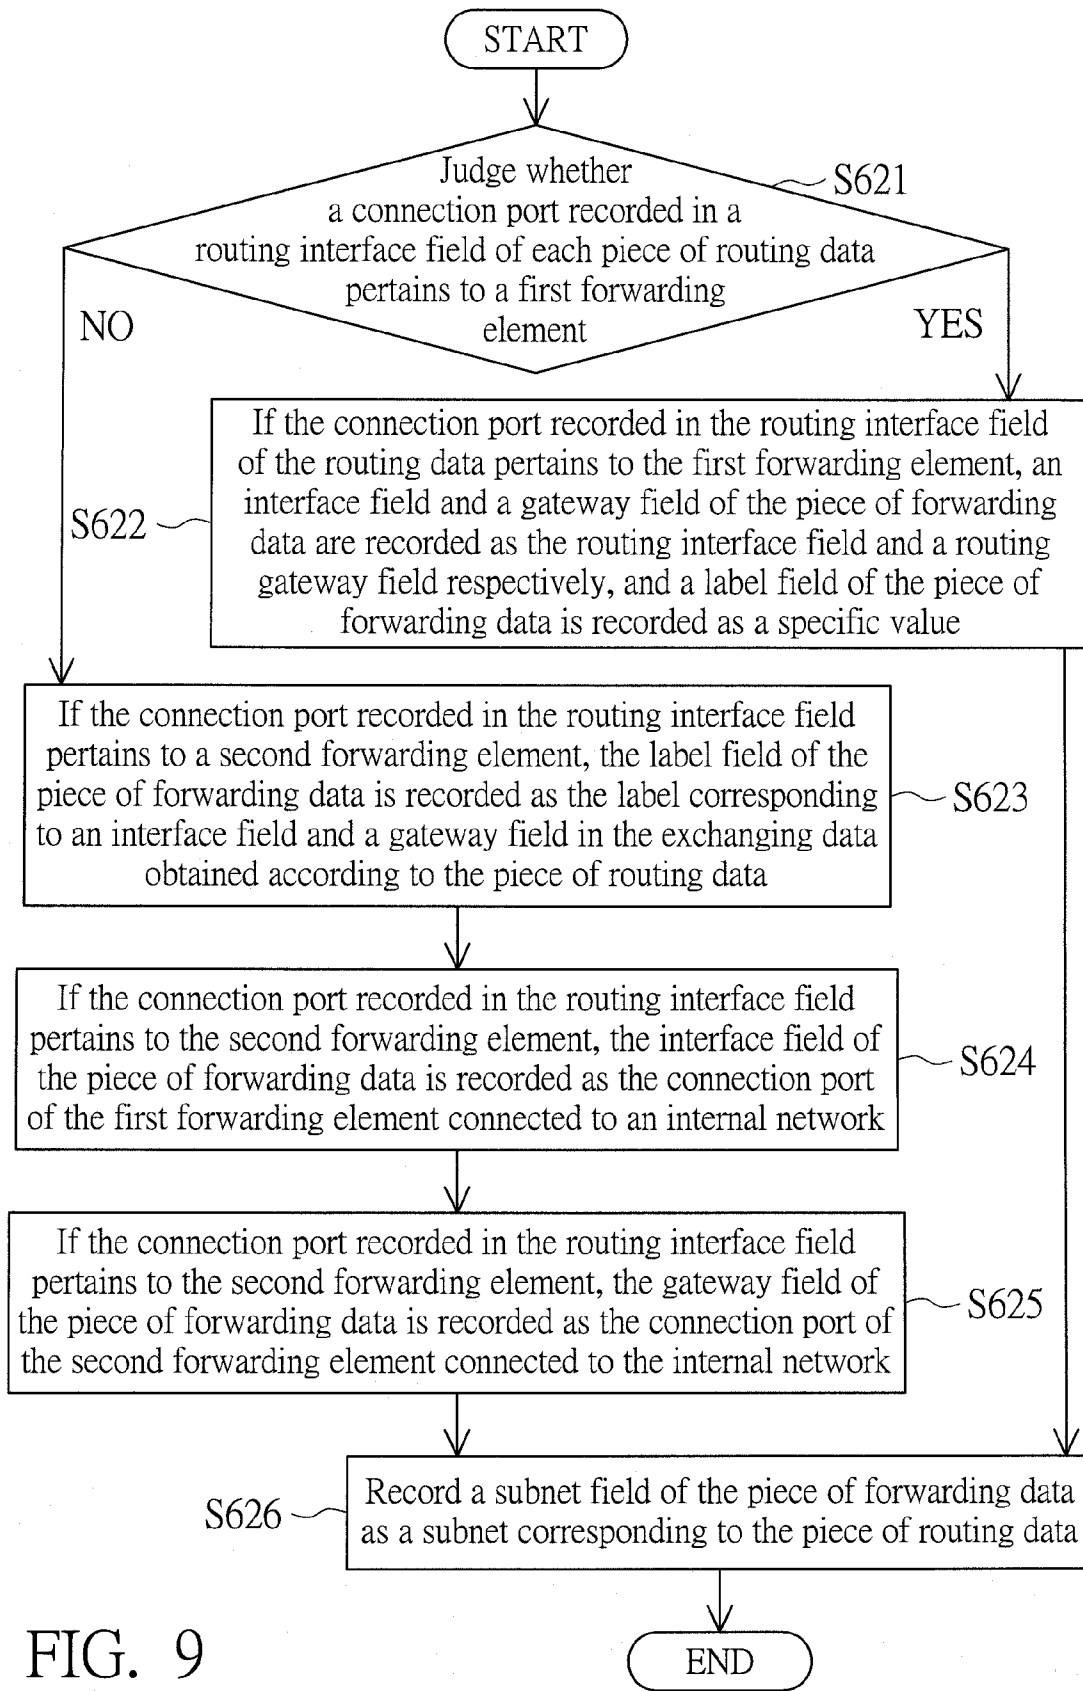 START
Judge whether
a connection port recorded in a
routing interface field of each piece of routing data
pertains to a first forwarding
element
S621
NO
YES
If the connection port recorded in the routing interface field
of the routing data pertains to the first forwarding element, an
interface field and a gateway field of the piece of forwarding
data are recorded as the routing interface field and a routing
gateway field respectively, and a label field of the piece of
forwarding data is recorded as a specific value
S622
If the connection port recorded in the routing interface field
pertains to a second forwarding element, the label field of the
piece of forwarding data is recorded as the label corresponding
to an interface field and a gateway field in the exchanging data
obtained according to the piece of routing data
S623
If the connection port recorded in the routing interface field
pertains to the second forwarding element, the interface field of
the piece of forwarding data is recorded as the connection port
of the first forwarding element connected to an internal network
S624
If the connection port recorded in the routing interface field
pertains to the second forwarding element, the gateway field of
the piece of forwarding data is recorded as the connection port of
the second forwarding element connected to the internal network
S625
Record a subnet field of the piece of forwarding data
as a subnet corresponding to the piece of routing data
S626
END
FIG. 9